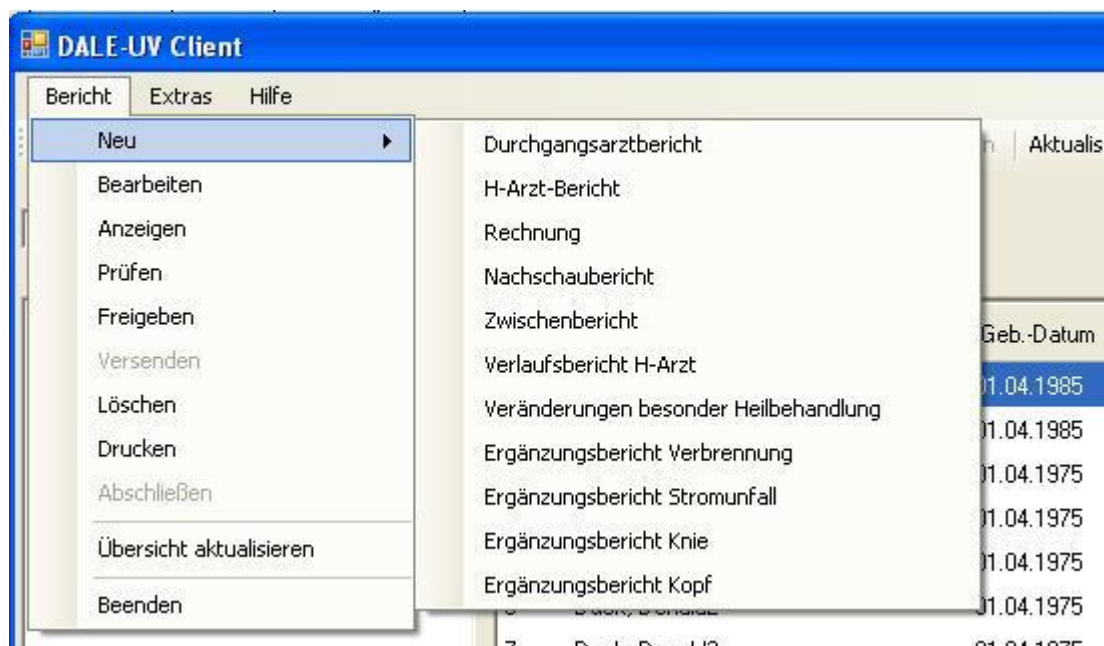 DALE-UV Client
Bericht Extras Hilfe
Neu
Bearbeiten
Anzeigen
Prüfen
Freigeben
Versenden
Löschen
Drucken
Abschließen
Übersicht aktualisieren
Beenden
Durchgangsarztbericht
H-Arzt-Bericht
Rechnung
Nachschaubericht
Zwischenbericht
Verlaufsbericht H-Arzt
Veränderungen besonder Heilbehandlung
Ergänzungsbericht Verbrennung
Ergänzungsbericht Stromunfall
Ergänzungsbericht Knie
Ergänzungsbericht Kopf
n Aktualis
Geb.-Datum
01.04.1985
01.04.1985
01.04.1975
01.04.1975
01.04.1975
01.04.1975